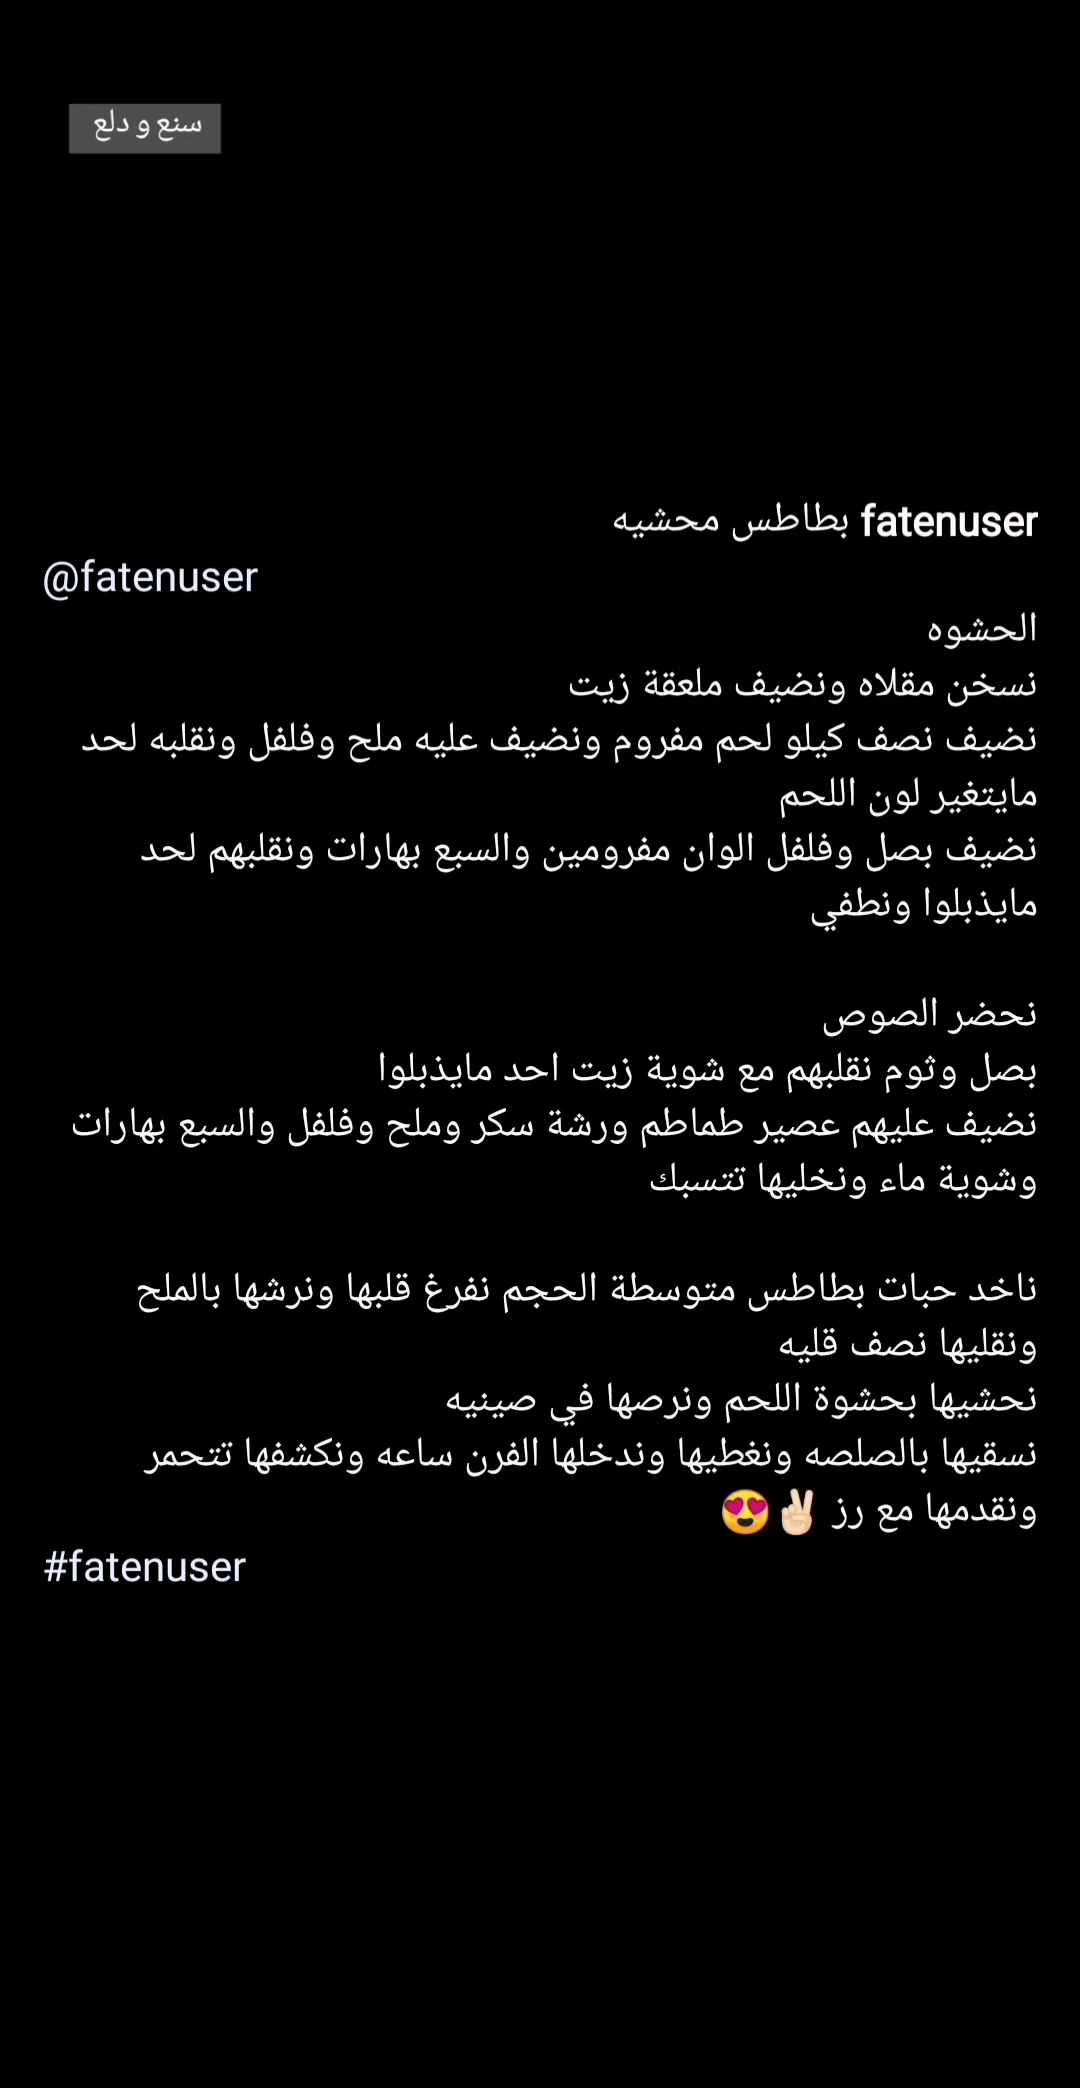 سنع و دلع
fatenuser بطاطس محشيه
@fatenuser
الحشوه
نسخن مقلاه ونضيف ملعقة زيت
نضيف نصف كيلو لحم مفروم ونضيف عليه ملح وفلفل ونقلبه لحد
مايتغير لون اللحم
نضيف بصل وفلفل الوان مفرومين والسبع بهارات ونقلبهم لحد
مايذبلوا ونطفي
نحضر الصوص
بصل وثوم نقلبهم مع شوية زيت احد مايذبلوا
نضيف عليهم عصير طماطم ورشة سكر وملح وفلفل والسبع بهارات
وشوية ماء ونخليها تتسبك
ناخد حبات بطاطس متوسطة الحجم نفرغ قلبها ونرشها بالملح
ونقليها نصف قليه
نحشيها بحشوة اللحم ونرصها في صينيه
نسقيها بالصلصه ونغطيها وندخلها الفرن ساعه ونكشفها تتحمر
ونقدمها مع رز ✌🏻😍
#fatenuser